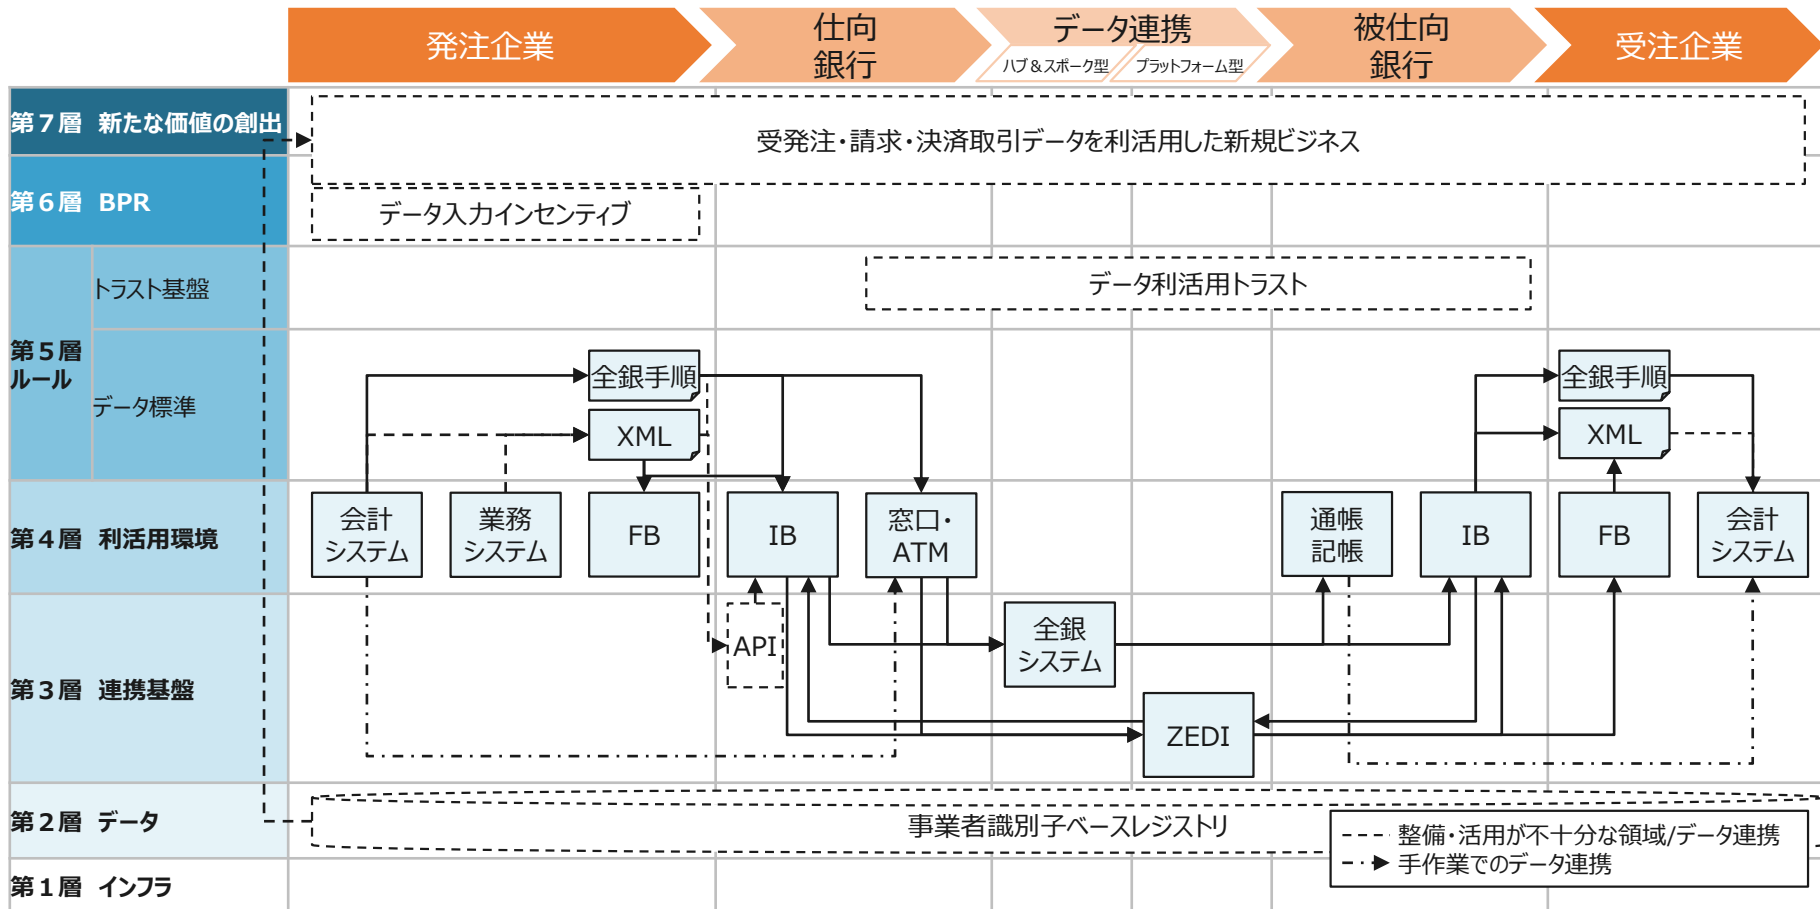 発注企業
仕向
銀行
データ連携
ハブ&スポーク型
プラットフォーム型
被仕向
銀行
受注企業
第7層 新たな価値の創出
受発注・請求・決済取引データを利活用した新規ビジネス
第6層 BPR
データ入力インセンティブ
トラスト基盤
データ利活用トラスト
第5層
ルール
データ標準
全銀手順
XML
全銀手順
XML
第4層 利活用環境
会計
システム
業務
システム
FB
IB
窓口・
ATM
通帳
記帳
IB
FB
会計
システム
第3層 連携基盤
API
全銀
システム
ZEDI
第2層 データ
事業者識別子ベースレジストリ
整備・活用が不十分な領域/データ連携
手作業でのデータ連携
第1層 インフラ